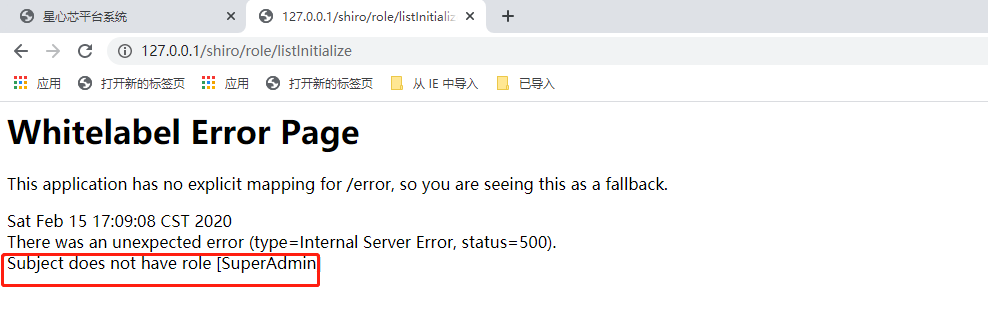 星心芯平台系统
127.0.0.1/shiro/role/listInitializ
127.0.0.1/shiro/role/listInitialize
应用 打开新的标签页 应用 打开新的标签页 从 IE 中导入 已导入
Whitelabel Error Page
This application has no explicit mapping for /error, so you are seeing this as a fallback.
Sat Feb 15 17:09:08 CST 2020
There was an unexpected error (type=Internal Server Error, status=500).
Subject does not have role [SuperAdmin]